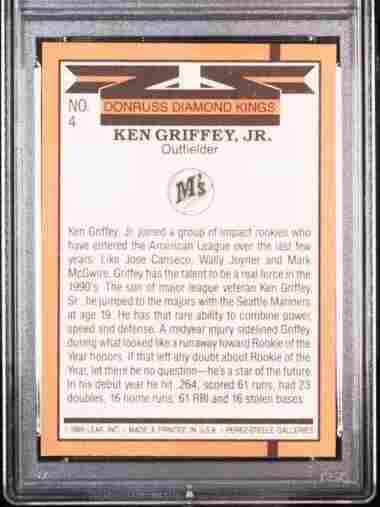 NO.
4
DONRUSS DIAMOND KINGS
KEN GRIFFEY, JR.
Outfielder
M's
Ken Griffey, Jr. joined a group of impact rookies who
have entered the American League over the last few
years. Like Jose Canseco, Wally Joyner and Mark
McGwire, Griffey has the talent to be a real force in the
1990's. The son of major league veteran Ken Griffey,
Sr., he jumped to the majors with the Seattle Mariners
at age 19. He has that rare ability to combine power,
speed and defense. A midyear injury sidelined Griffey
during what looked like a runaway toward Rookie of the
Year honors. If that left any doubt about Rookie of the
Year, let there be no question—he's a star of the future.
In his debut year he hit .264, scored 61 runs, had 23
doubles, 16 home runs, 61 RBI and 16 stolen bases.
1989 LEAF, INC. • MADE & PRINTED IN U.S.A. • PEREZ-STEELE GALLERIES